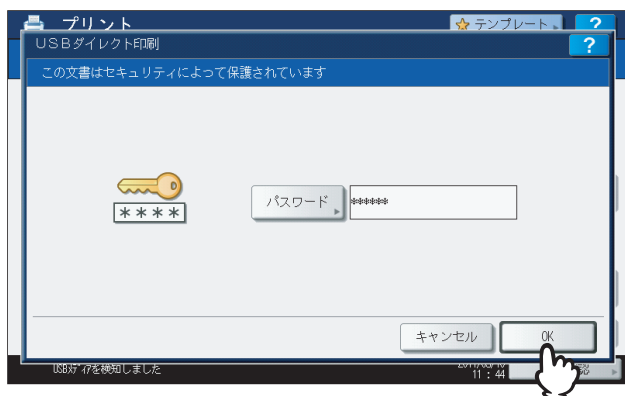 プリント
テンプレート
?
USBダイレクト印刷
?
この文書はセキュリティによって保護されています
****
パスワード
******
キャンセル
OK
USBﾒﾃﾞｨｱを検知しました
11:44